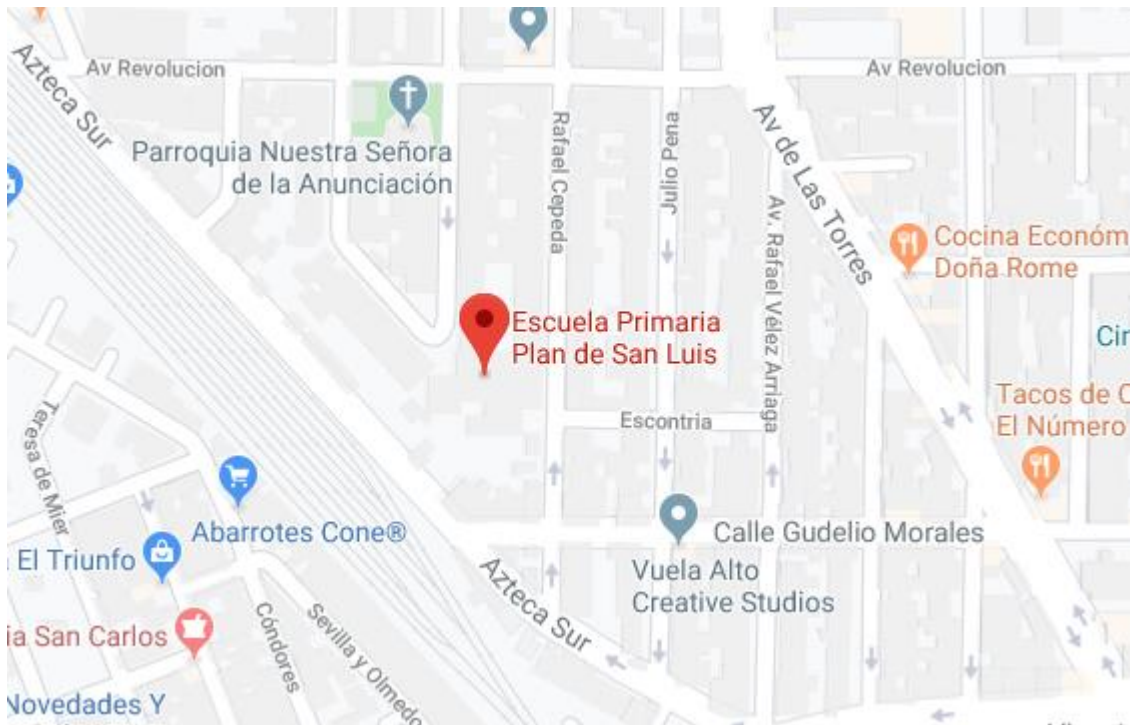 Azteca Sur
Av Revolucion
Av Revolucion
Parroquia Nuestra Señora
de la Anunciación
Rafael Cepeda
Julio Pena
Av de Las Torres
Av. Rafael Vélez Arriaga
Cocina Económ
Doña Rome
Escuela Primaria
Plan de San Luis
Cir
Tacos de C
El Número
Escontria
Teresa de Mier
Abarrotes Cone®
El Triunfo
Calle Gudelio Morales
Vuela Alto
Creative Studios
Azteca Sur
ia San Carlos
Cóndores
Sevilla y Olmedo
Novedades Y